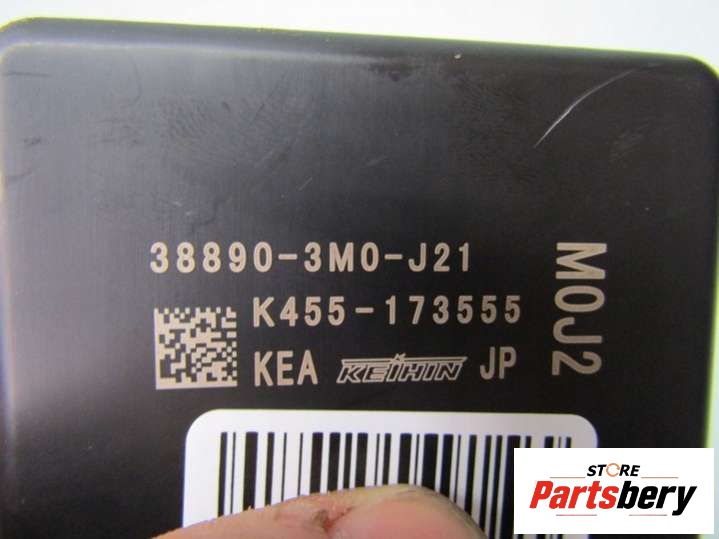 38890-3M0-J21
K455-173555
KEA KEIHIN JP
M0J2
STORE
Partsbery